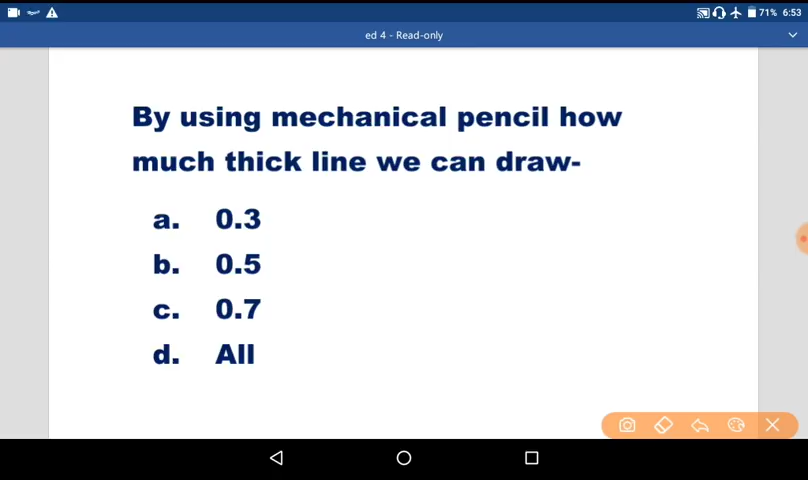 71% 6:53
ed 4 - Read-only
By using mechanical pencil how
much thick line we can draw-
a. 0.3
b. 0.5
c. 0.7
d. All